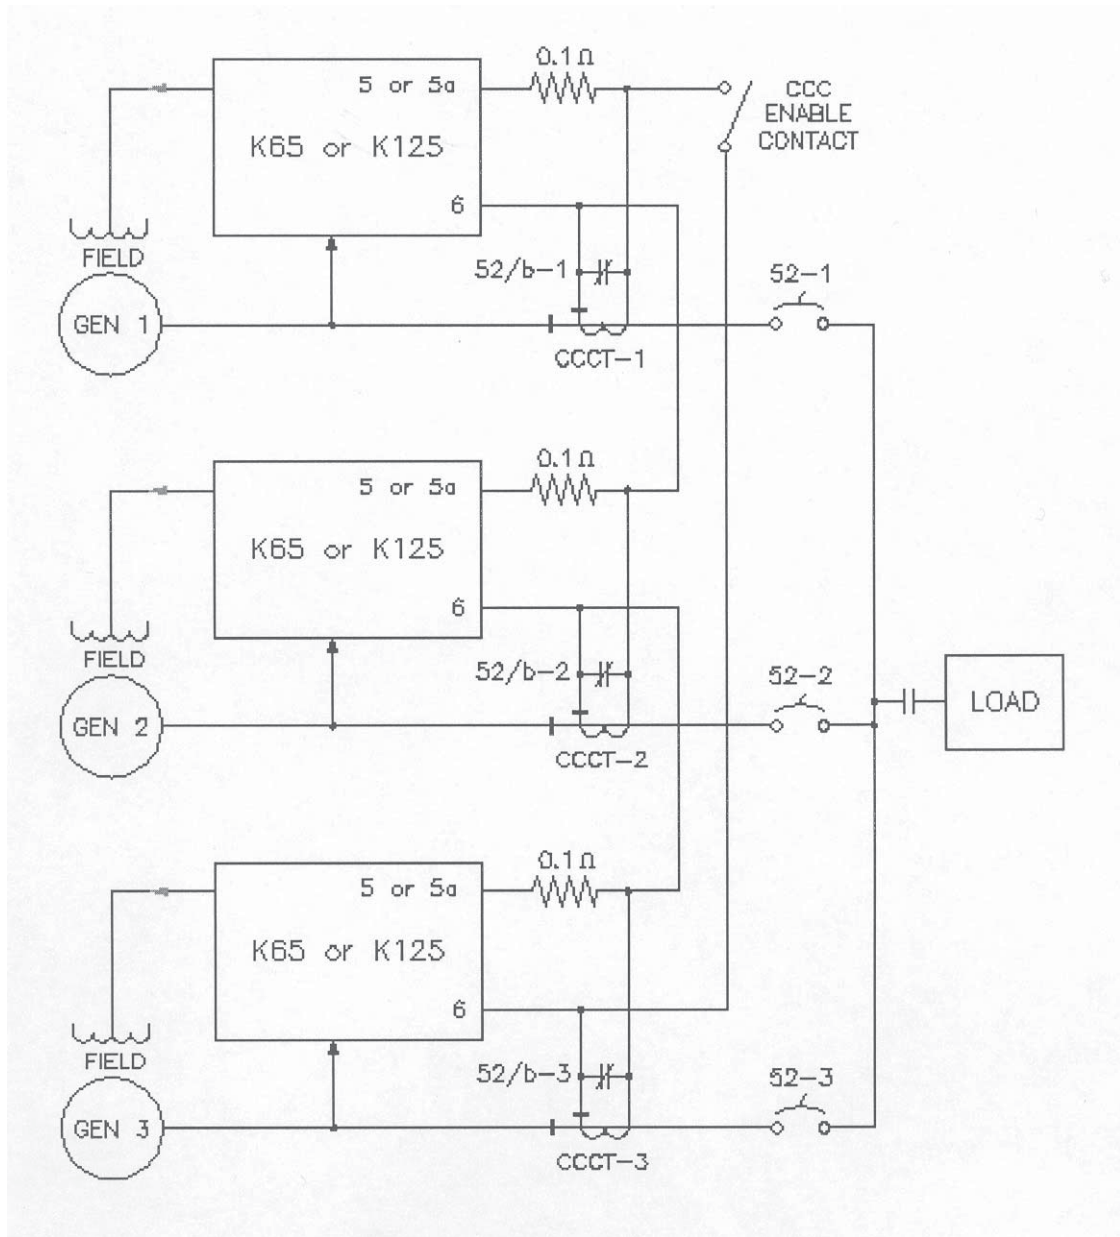 0.1Ω
5 or 5a
CCC
ENABLE
CONTACT
K65 or K125
6
FIELD
52/b-1
52-1
GEN 1
CCCT-1
0.1Ω
5 or 5a
K65 or K125
6
FIELD
52/b-2
52-2
LOAD
GEN 2
CCCT-2
0.1Ω
5 or 5a
K65 or K125
6
FIELD
52/b-3
52-3
GEN 3
CCCT-3